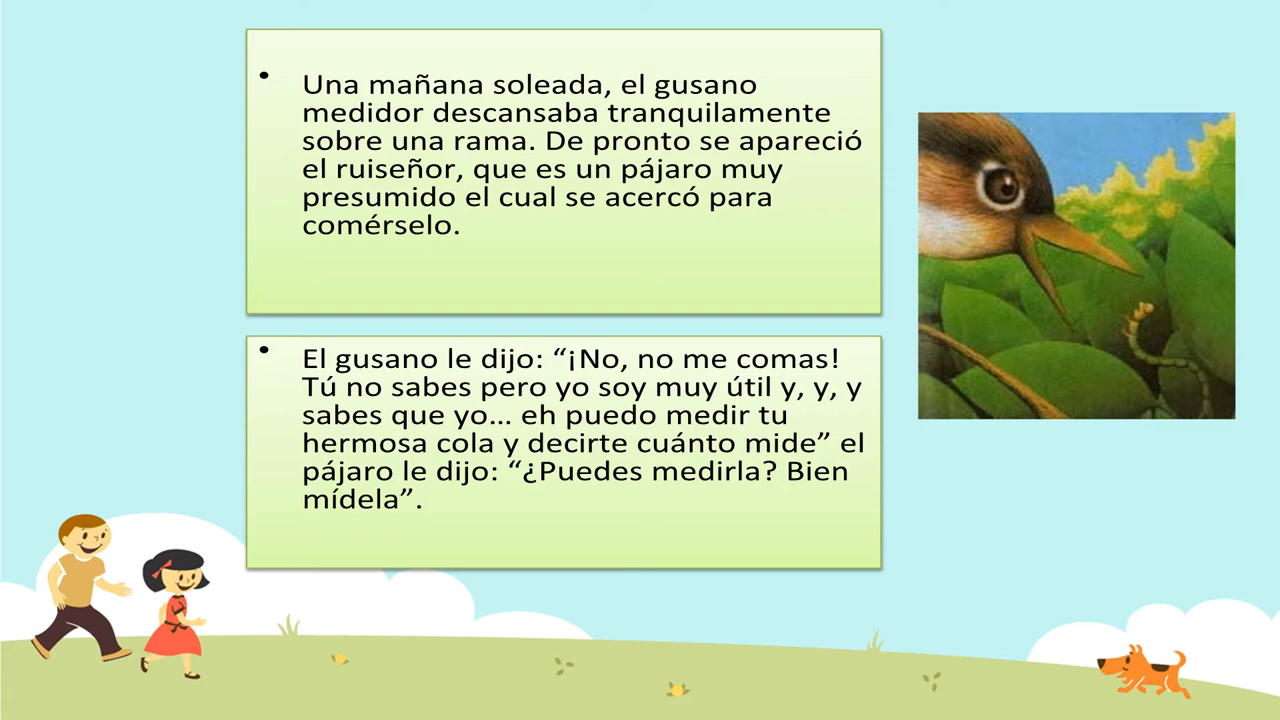 • Una mañana soleada, el gusano
medidor descansaba tranquilamente
sobre una rama. De pronto se apareció
el ruiseñor, que es un pájaro muy
presumido el cual se acercó para
comérselo.
• El gusano le dijo: “¡No, no me comas!
Tú no sabes pero yo soy muy útil y, y, y
sabes que yo... eh puedo medir tu
hermosa cola y decirte cuánto mide” el
pájaro le dijo: “¿Puedes medirla? Bien
mídela”.